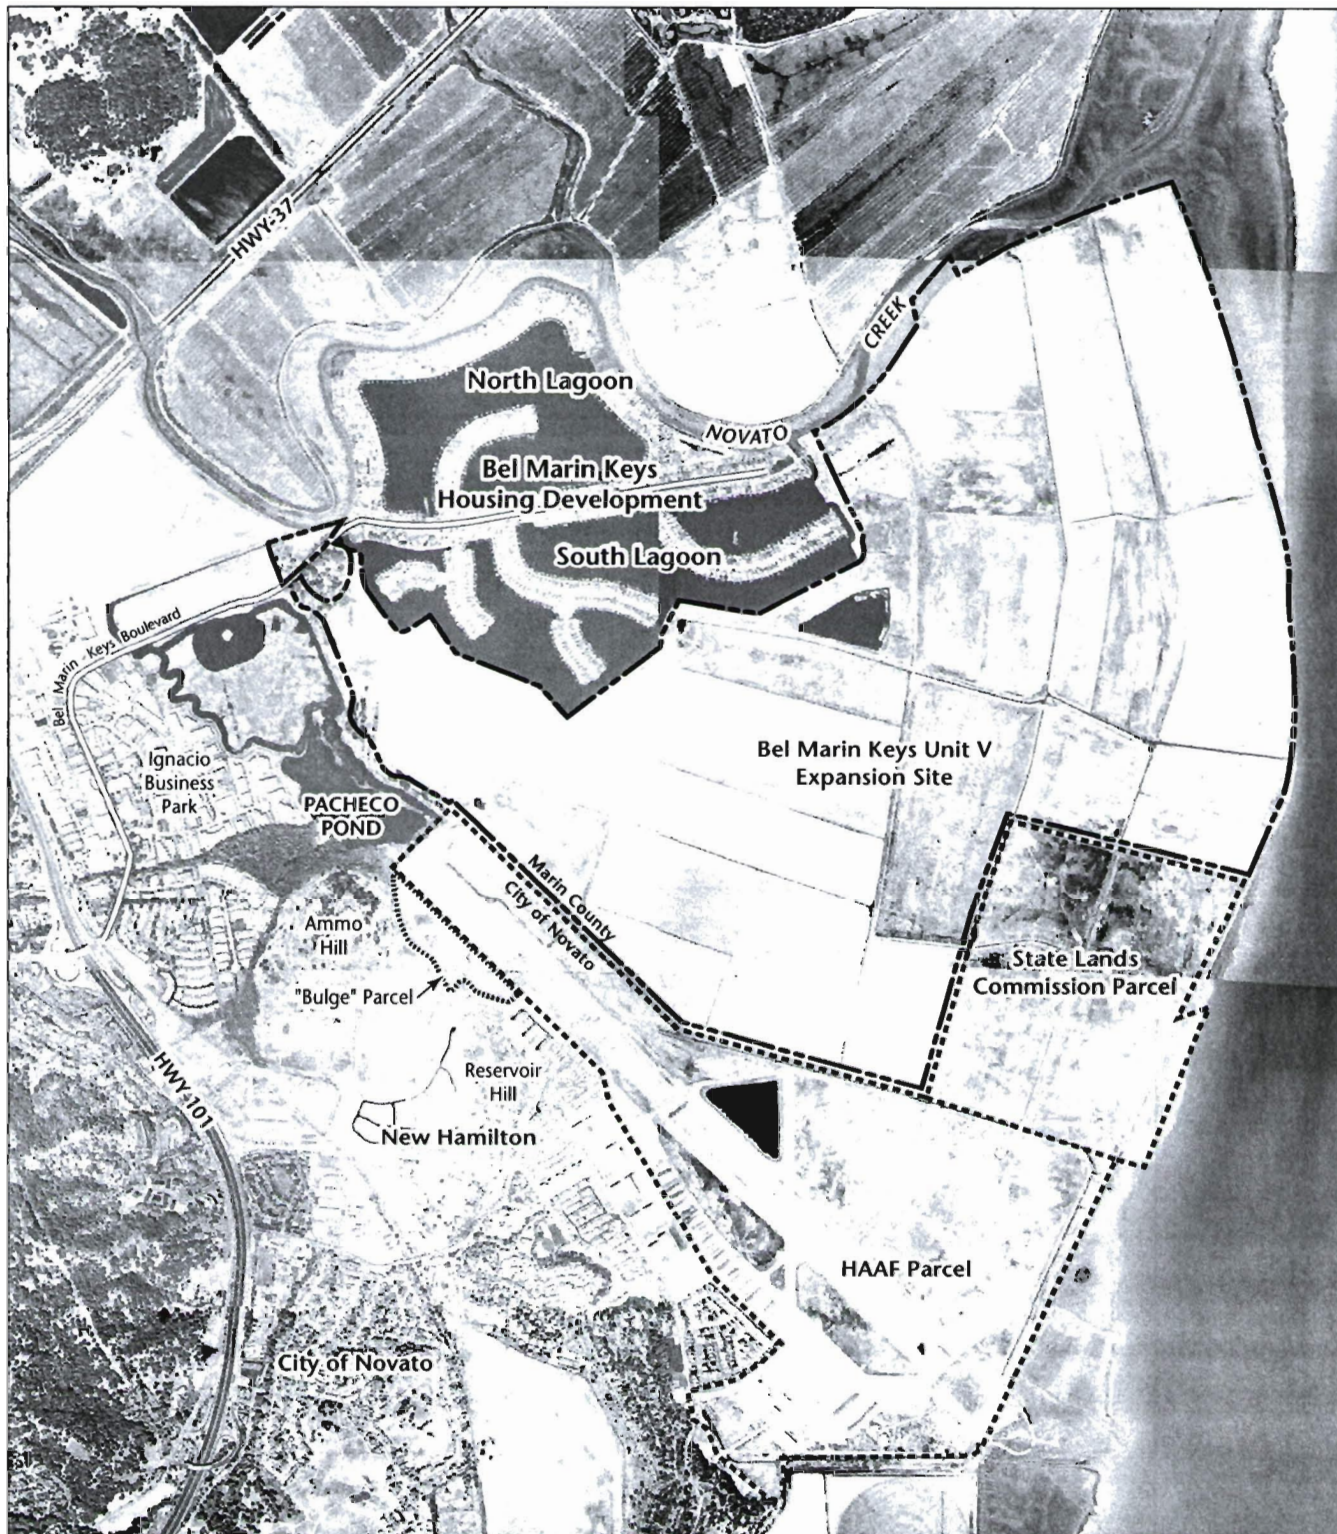 HWY-37
CREEK
North Lagoon
NOVATO
Bel Marin Keys
Housing Development
South Lagoon
Bel Marin Keys Boulevard
Bel Marin Keys Unit V
Expansion Site
Ignacio
Business
Park
PACHECO
POND
Marin County
City of Novato
Ammo
Hill
"Bulge" Parcel
State Lands
Commission Parcel
HWY 101
Reservoir
Hill
New Hamilton
HAAF Parcel
City of Novato